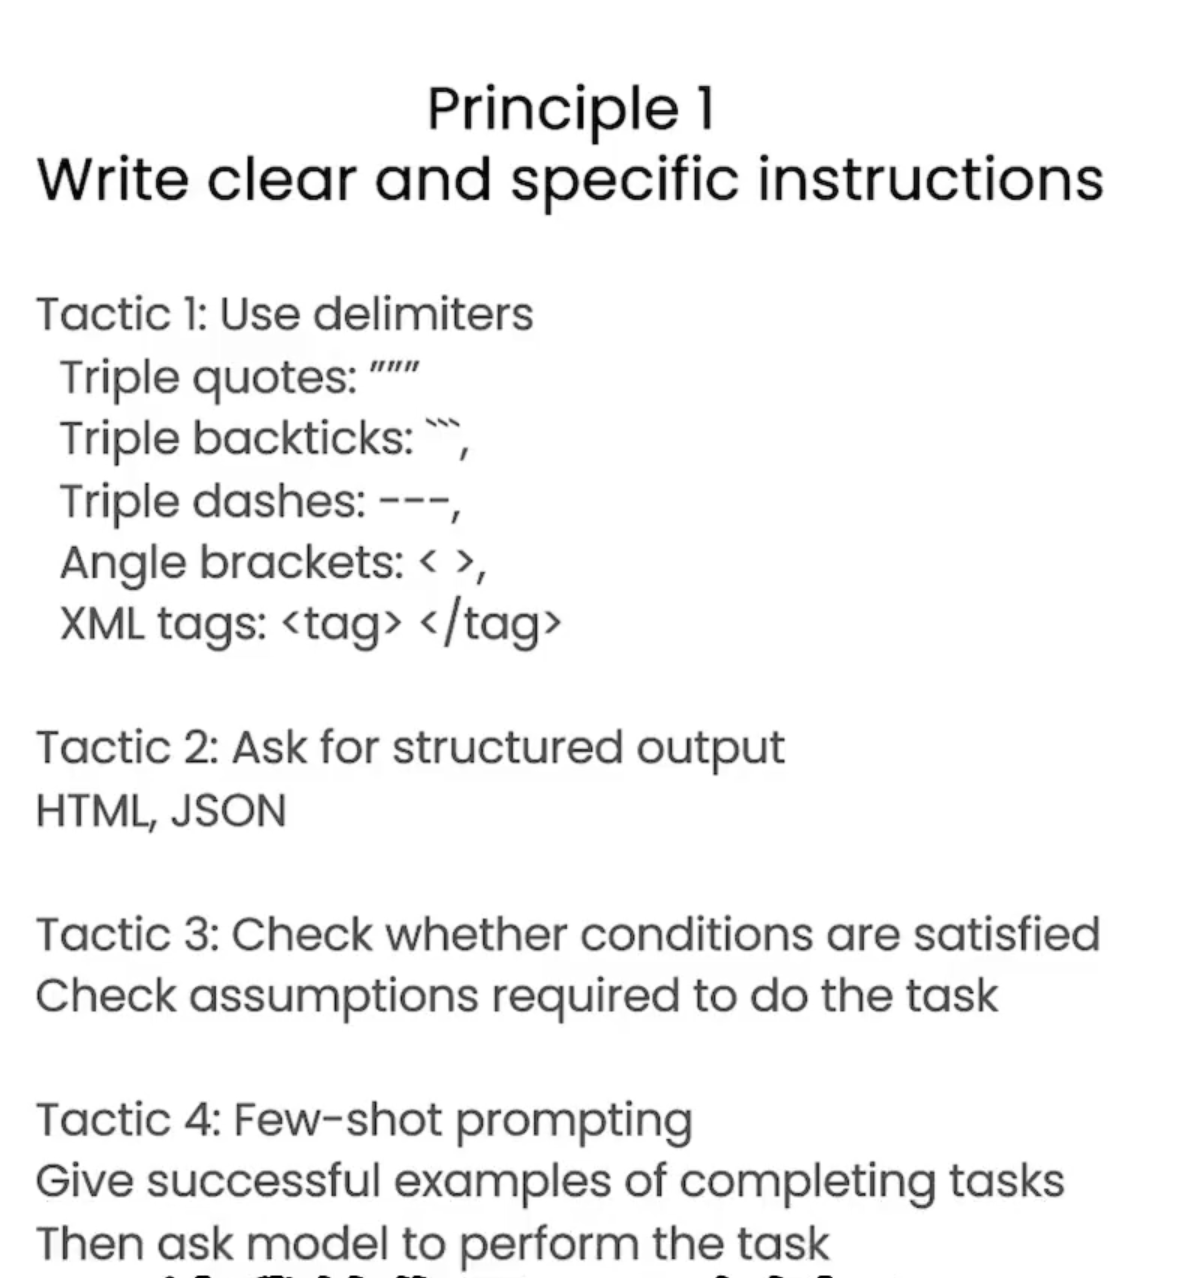 Principle 1
Write clear and specific instructions
Tactic 1: Use delimiters
Triple quotes: """
Triple backticks: ```,
Triple dashes: ---,
Angle brackets: < >,
XML tags: <tag> </tag>
Tactic 2: Ask for structured output
HTML, JSON
Tactic 3: Check whether conditions are satisfied
Check assumptions required to do the task
Tactic 4: Few-shot prompting
Give successful examples of completing tasks
Then ask model to perform the task